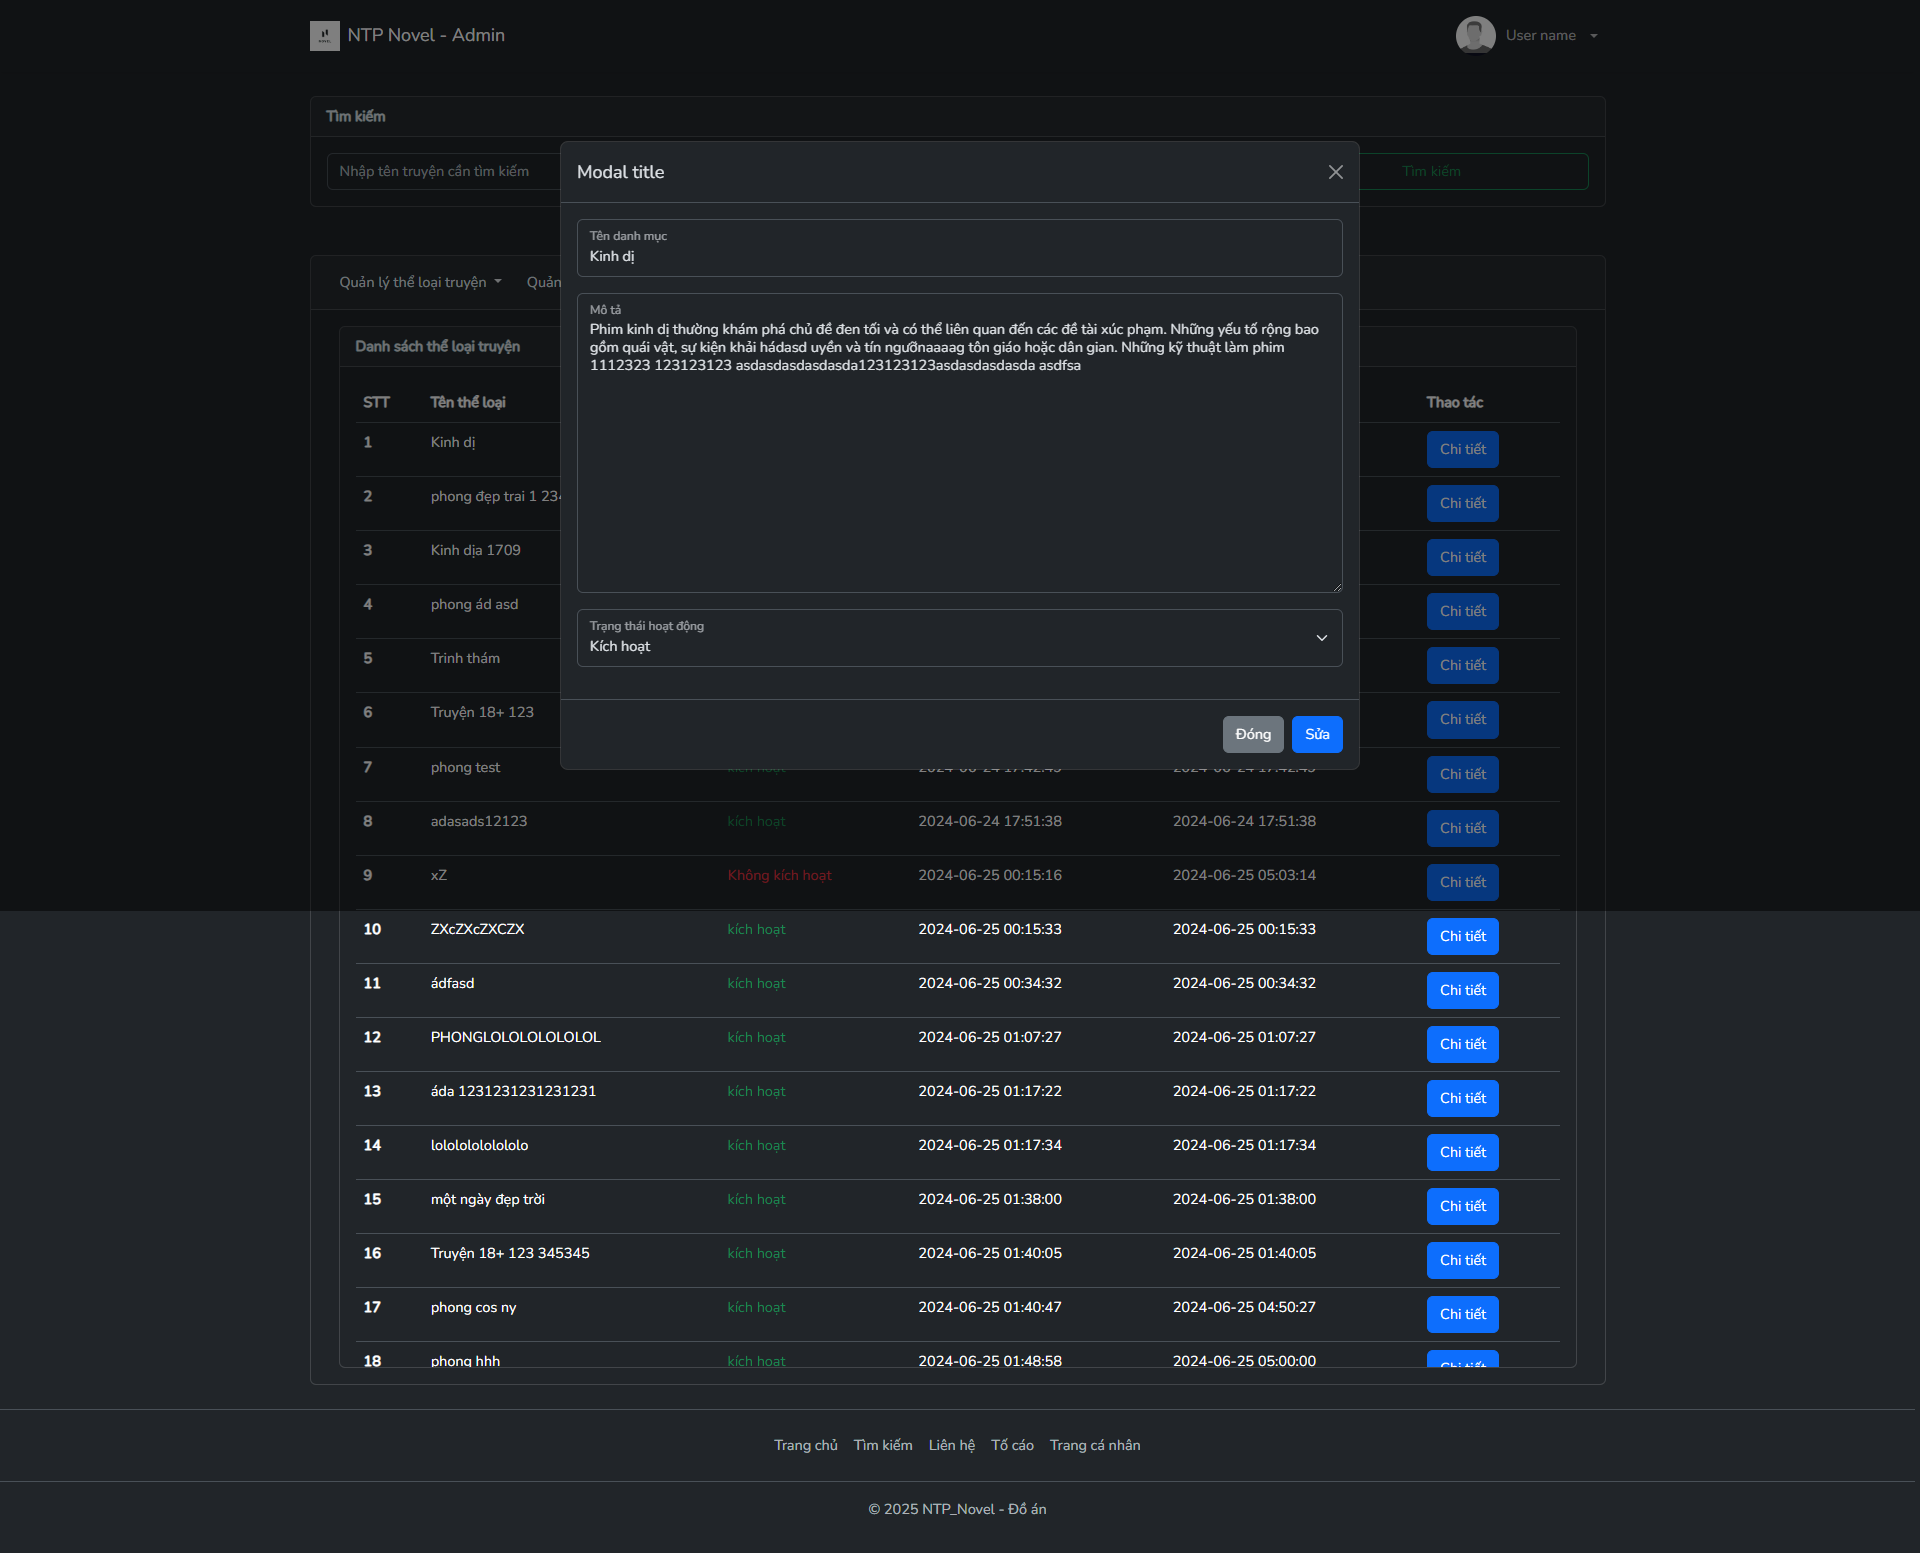 NTP Novel - Admin
User name
Tìm kiếm
Nhập tên truyện cần tìm kiếm
Tìm kiếm
Modal title
Tên danh mục
Kinh dị
Mô tả
Phim kinh dị thường khám phá chủ đề đen tối và có thể liên quan đến các đề tài xúc phạm. Những yếu tố rộng bao
gồm quái vật, sự kiện khải hádasd uyền và tín ngưỡnaaaag tôn giáo hoặc dân gian. Những kỹ thuật làm phim
1112323 123123123 asdasdasdasdasda123123123asdasdasdasda asdfsa
Trạng thái hoạt động
Kích hoạt
Đóng
Sửa
Quản lý thể loại truyện
Quản
Danh sách thể loại truyện
STT Tên thể loại Thao tác
1 Kinh dị Chi tiết
2 phong đẹp trai 1 234 Chi tiết
3 Kinh dịa 1709 Chi tiết
4 phong ád asd Chi tiết
5 Trinh thám Chi tiết
6 Truyện 18+ 123 Chi tiết
7 phong test kích hoạt 2024-06-24 17:42:45 2024-06-24 17:42:45 Chi tiết
8 adasads12123 kích hoạt 2024-06-24 17:51:38 2024-06-24 17:51:38 Chi tiết
9 xZ Không kích hoạt 2024-06-25 00:15:16 2024-06-25 05:03:14 Chi tiết
10 ZXcZXcZXCZX kích hoạt 2024-06-25 00:15:33 2024-06-25 00:15:33 Chi tiết
11 ádfasd kích hoạt 2024-06-25 00:34:32 2024-06-25 00:34:32 Chi tiết
12 PHONGLOLOLOLOLOLOL kích hoạt 2024-06-25 01:07:27 2024-06-25 01:07:27 Chi tiết
13 áda 1231231231231231 kích hoạt 2024-06-25 01:17:22 2024-06-25 01:17:22 Chi tiết
14 lolololololololo kích hoạt 2024-06-25 01:17:34 2024-06-25 01:17:34 Chi tiết
15 một ngày đẹp trời kích hoạt 2024-06-25 01:38:00 2024-06-25 01:38:00 Chi tiết
16 Truyện 18+ 123 345345 kích hoạt 2024-06-25 01:40:05 2024-06-25 01:40:05 Chi tiết
17 phong cos ny kích hoạt 2024-06-25 01:40:47 2024-06-25 04:50:27 Chi tiết
18 phong hhh kích hoạt 2024-06-25 01:48:58 2024-06-25 05:00:00 Chi tiết
Trang chủ Tìm kiếm Liên hệ Tố cáo Trang cá nhân
© 2025 NTP_Novel - Đồ án